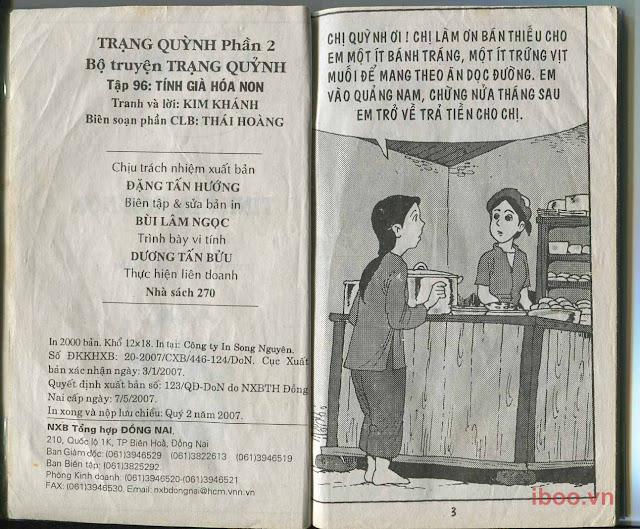 TRẠNG QUỲNH Phần 2
Bộ truyện TRẠNG QUỶNH
Tập 96: TÍNH GIÀ HÓA NON
Tranh và lời: KIM KHÁNH
Biên soạn phần CLB: THÁI HOÀNG
Chịu trách nhiệm xuất bản
ĐẶNG TẤN HƯỚNG
Biên tập & sửa bản in
BÙI LÂM NGỌC
Trình bày vi tính
DƯƠNG TẤN BỬU
Thực hiện liên doanh
Nhà sách 270
In 2000 bản. Khổ 12×18. In tại: Công ty In Song Nguyên.
Số ĐKKHXB: 20-2007/CXB/446-124/DoN. Cục Xuất
bản xác nhận ngày: 3/1/2007.
Quyết định xuất bản số: 123/QĐ-DoN do NXBTH Đồng
Nai cấp ngày: 7/5/2007.
In xong và nộp lưu chiểu: Quý 2 năm 2007.
NXB Tổng hợp ĐỒNG NAI
210, Quốc lộ 1K, TP Biên Hoà, Đồng Nai
Ban Giám đốc: (061)3946529 (061)3822613 (061)3946519
Ban Biên tập: (061)3825292
Phòng Kinh doanh: (061)3946520-(061)3946521
FAX: (061)3946530. Email: nxbdongnai@hcm.vnn.vn
CHỊ QUỲNH ƠI ! CHỊ LÀM ƠN BÁN THIẾU CHO
EM MỘT ÍT BÁNH TRÁNG, MỘT ÍT TRỨNG VỊT
MUỐI ĐỂ MANG THEO ĂN DỌC ĐƯỜNG. EM
VÀO QUẢNG NAM, CHỪNG NỬA THÁNG SAU
EM TRỞ VỀ TRẢ TIỀN CHO CHỊ.
3
iboo.vn